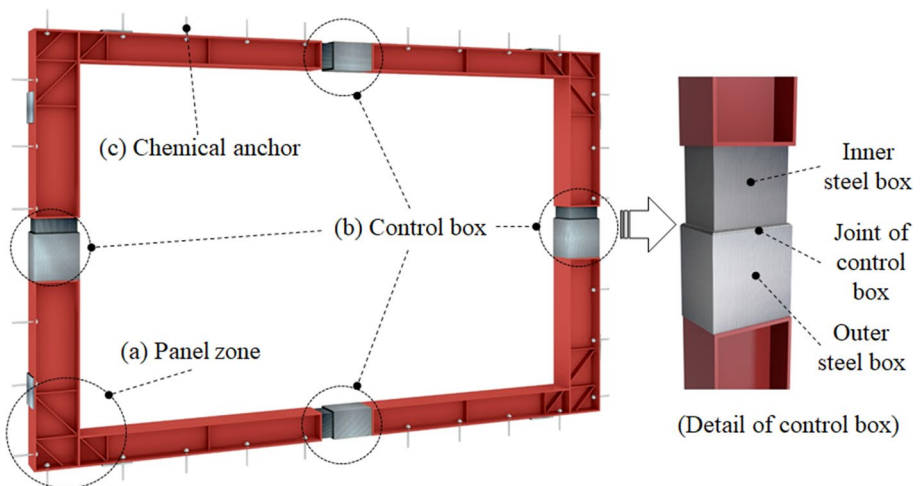 (c) Chemical anchor
(b) Control box
(a) Panel zone
Inner
steel box
Joint of
control
box
Outer
steel box
(Detail of control box)